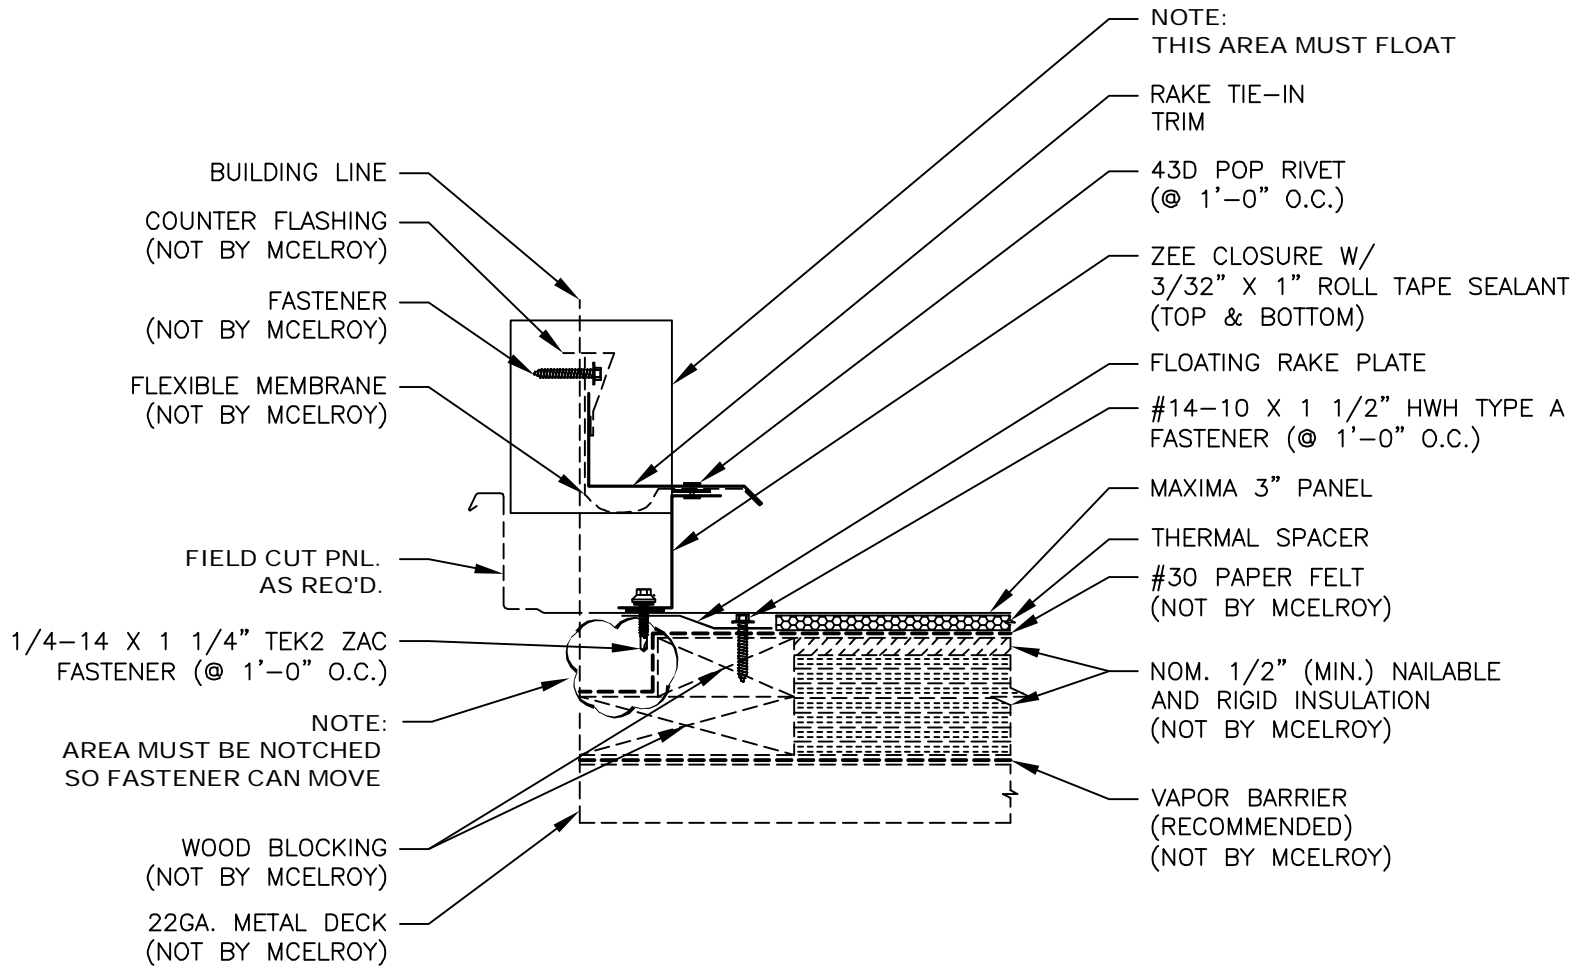 BUILDING LINE
COUNTER FLASHING
(NOT BY MCELROY)
FASTENER
(NOT BY MCELROY)
FLEXIBLE MEMBRANE
(NOT BY MCELROY)
FIELD CUT PNL.
AS REQ'D.
1/4-14 X 1 1/4" TEK2 ZAC
FASTENER (@ 1'-0" O.C.)
NOTE:
AREA MUST BE NOTCHED
SO FASTENER CAN MOVE
WOOD BLOCKING
(NOT BY MCELROY)
22GA. METAL DECK
(NOT BY MCELROY)
NOTE:
THIS AREA MUST FLOAT
RAKE TIE-IN
TRIM
43D POP RIVET
(@ 1'-0" O.C.)
ZEE CLOSURE W/
3/32" X 1" ROLL TAPE SEALANT
(TOP & BOTTOM)
FLOATING RAKE PLATE
#14-10 X 1 1/2" HWH TYPE A
FASTENER (@ 1'-0" O.C.)
MAXIMA 3" PANEL
THERMAL SPACER
#30 PAPER FELT
(NOT BY MCELROY)
NOM. 1/2" (MIN.) NAILABLE
AND RIGID INSULATION
(NOT BY MCELROY)
VAPOR BARRIER
(RECOMMENDED)
(NOT BY MCELROY)